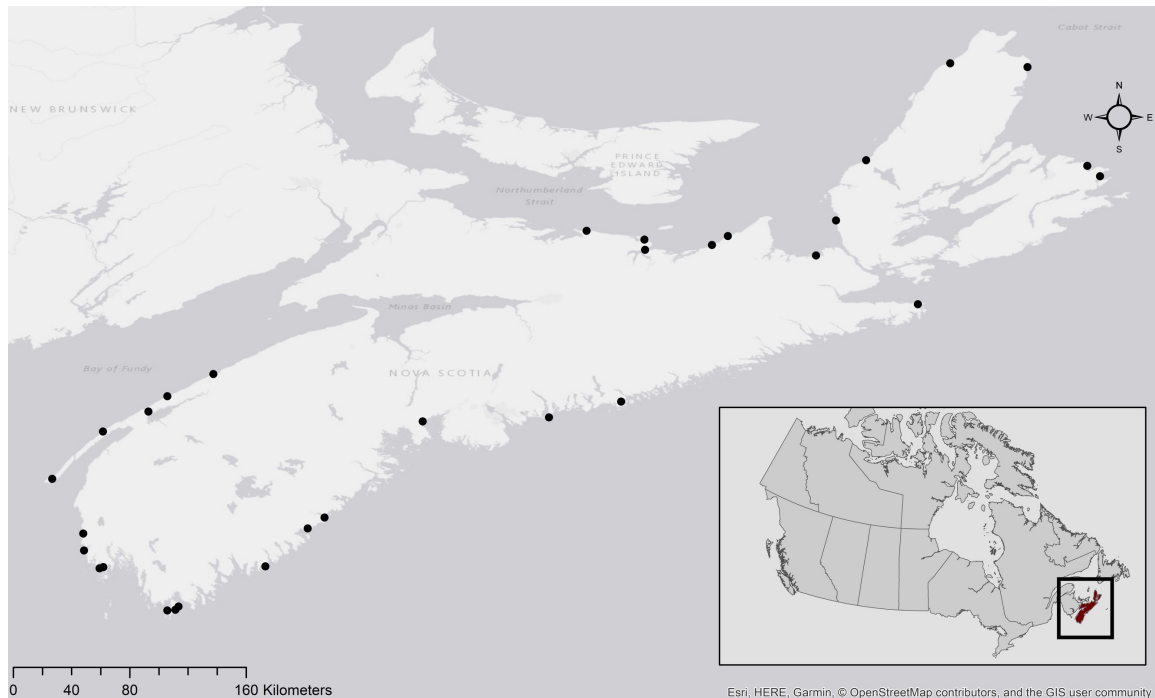 Cabot Strait
NEW BRUNSWICK
N
W
E
S
PRINCE
EDWARD
ISLAND
Northumberland
Strait
Minas Basin
Bay of Fundy
NOVA SCOTIA
0 40 80 160 Kilometers
Esri, HERE, Garmin, © OpenStreetMap contributors, and the GIS user community